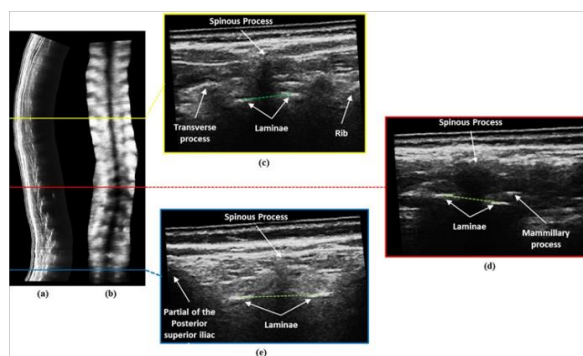 Spinous Process
Transverse
process
Laminae
Rib
(c)
Spinous Process
Laminae
Mammillary
process
(d)
Spinous Process
Partial of the
Posterior
superior iliac
Laminae
(a)
(b)
(e)